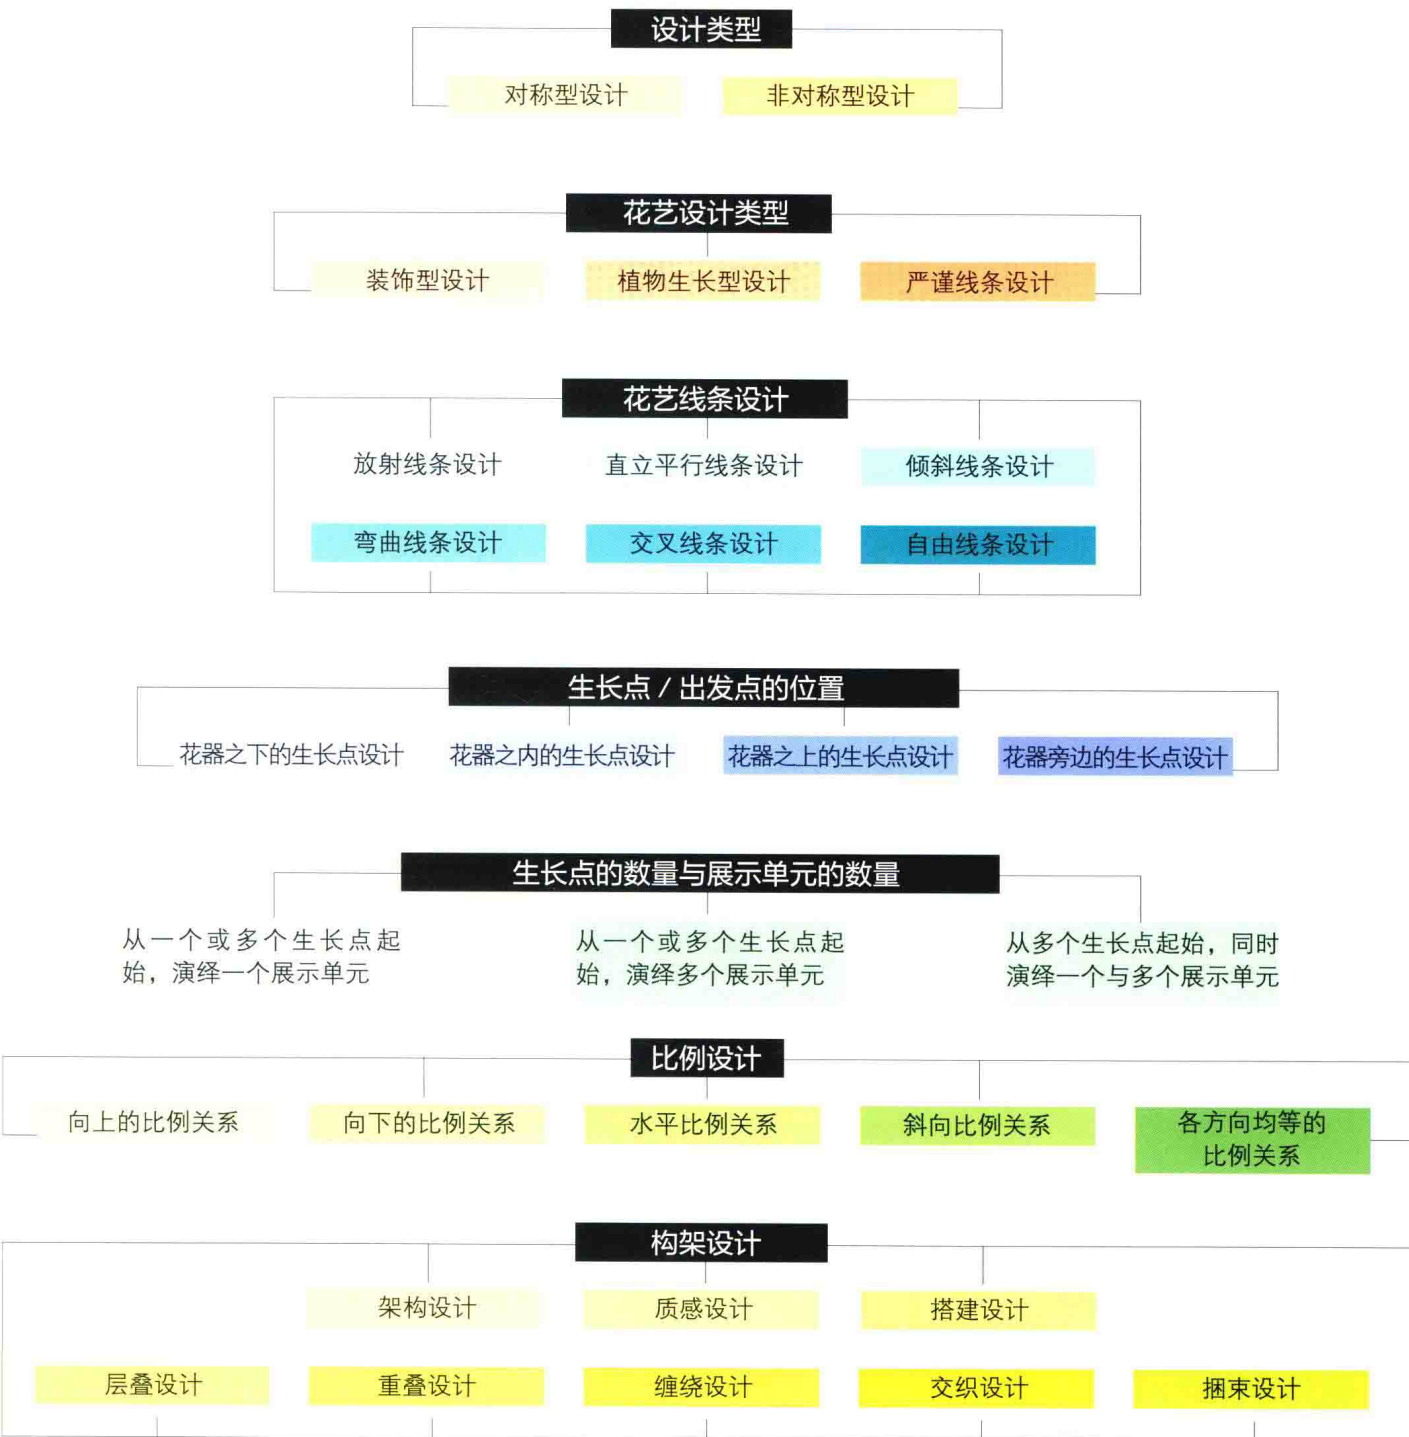 设计类型
对称型设计
非对称型设计
花艺设计类型
装饰型设计
植物生长型设计
严谨线条设计
花艺线条设计
放射线条设计
直立平行线条设计
倾斜线条设计
弯曲线条设计
交叉线条设计
自由线条设计
生长点 / 出发点的位置
花器之下的生长点设计
花器之内的生长点设计
花器之上的生长点设计
花器旁边的生长点设计
生长点的数量与展示单元的数量
从一个或多个生长点起
始，演绎一个展示单元
从一个或多个生长点起
始，演绎多个展示单元
从多个生长点起始，同时
演绎一个与多个展示单元
比例设计
向上的比例关系
向下的比例关系
水平比例关系
斜向比例关系
各方向均等的
比例关系
构架设计
架构设计
质感设计
搭建设计
层叠设计
重叠设计
缠绕设计
交织设计
捆束设计